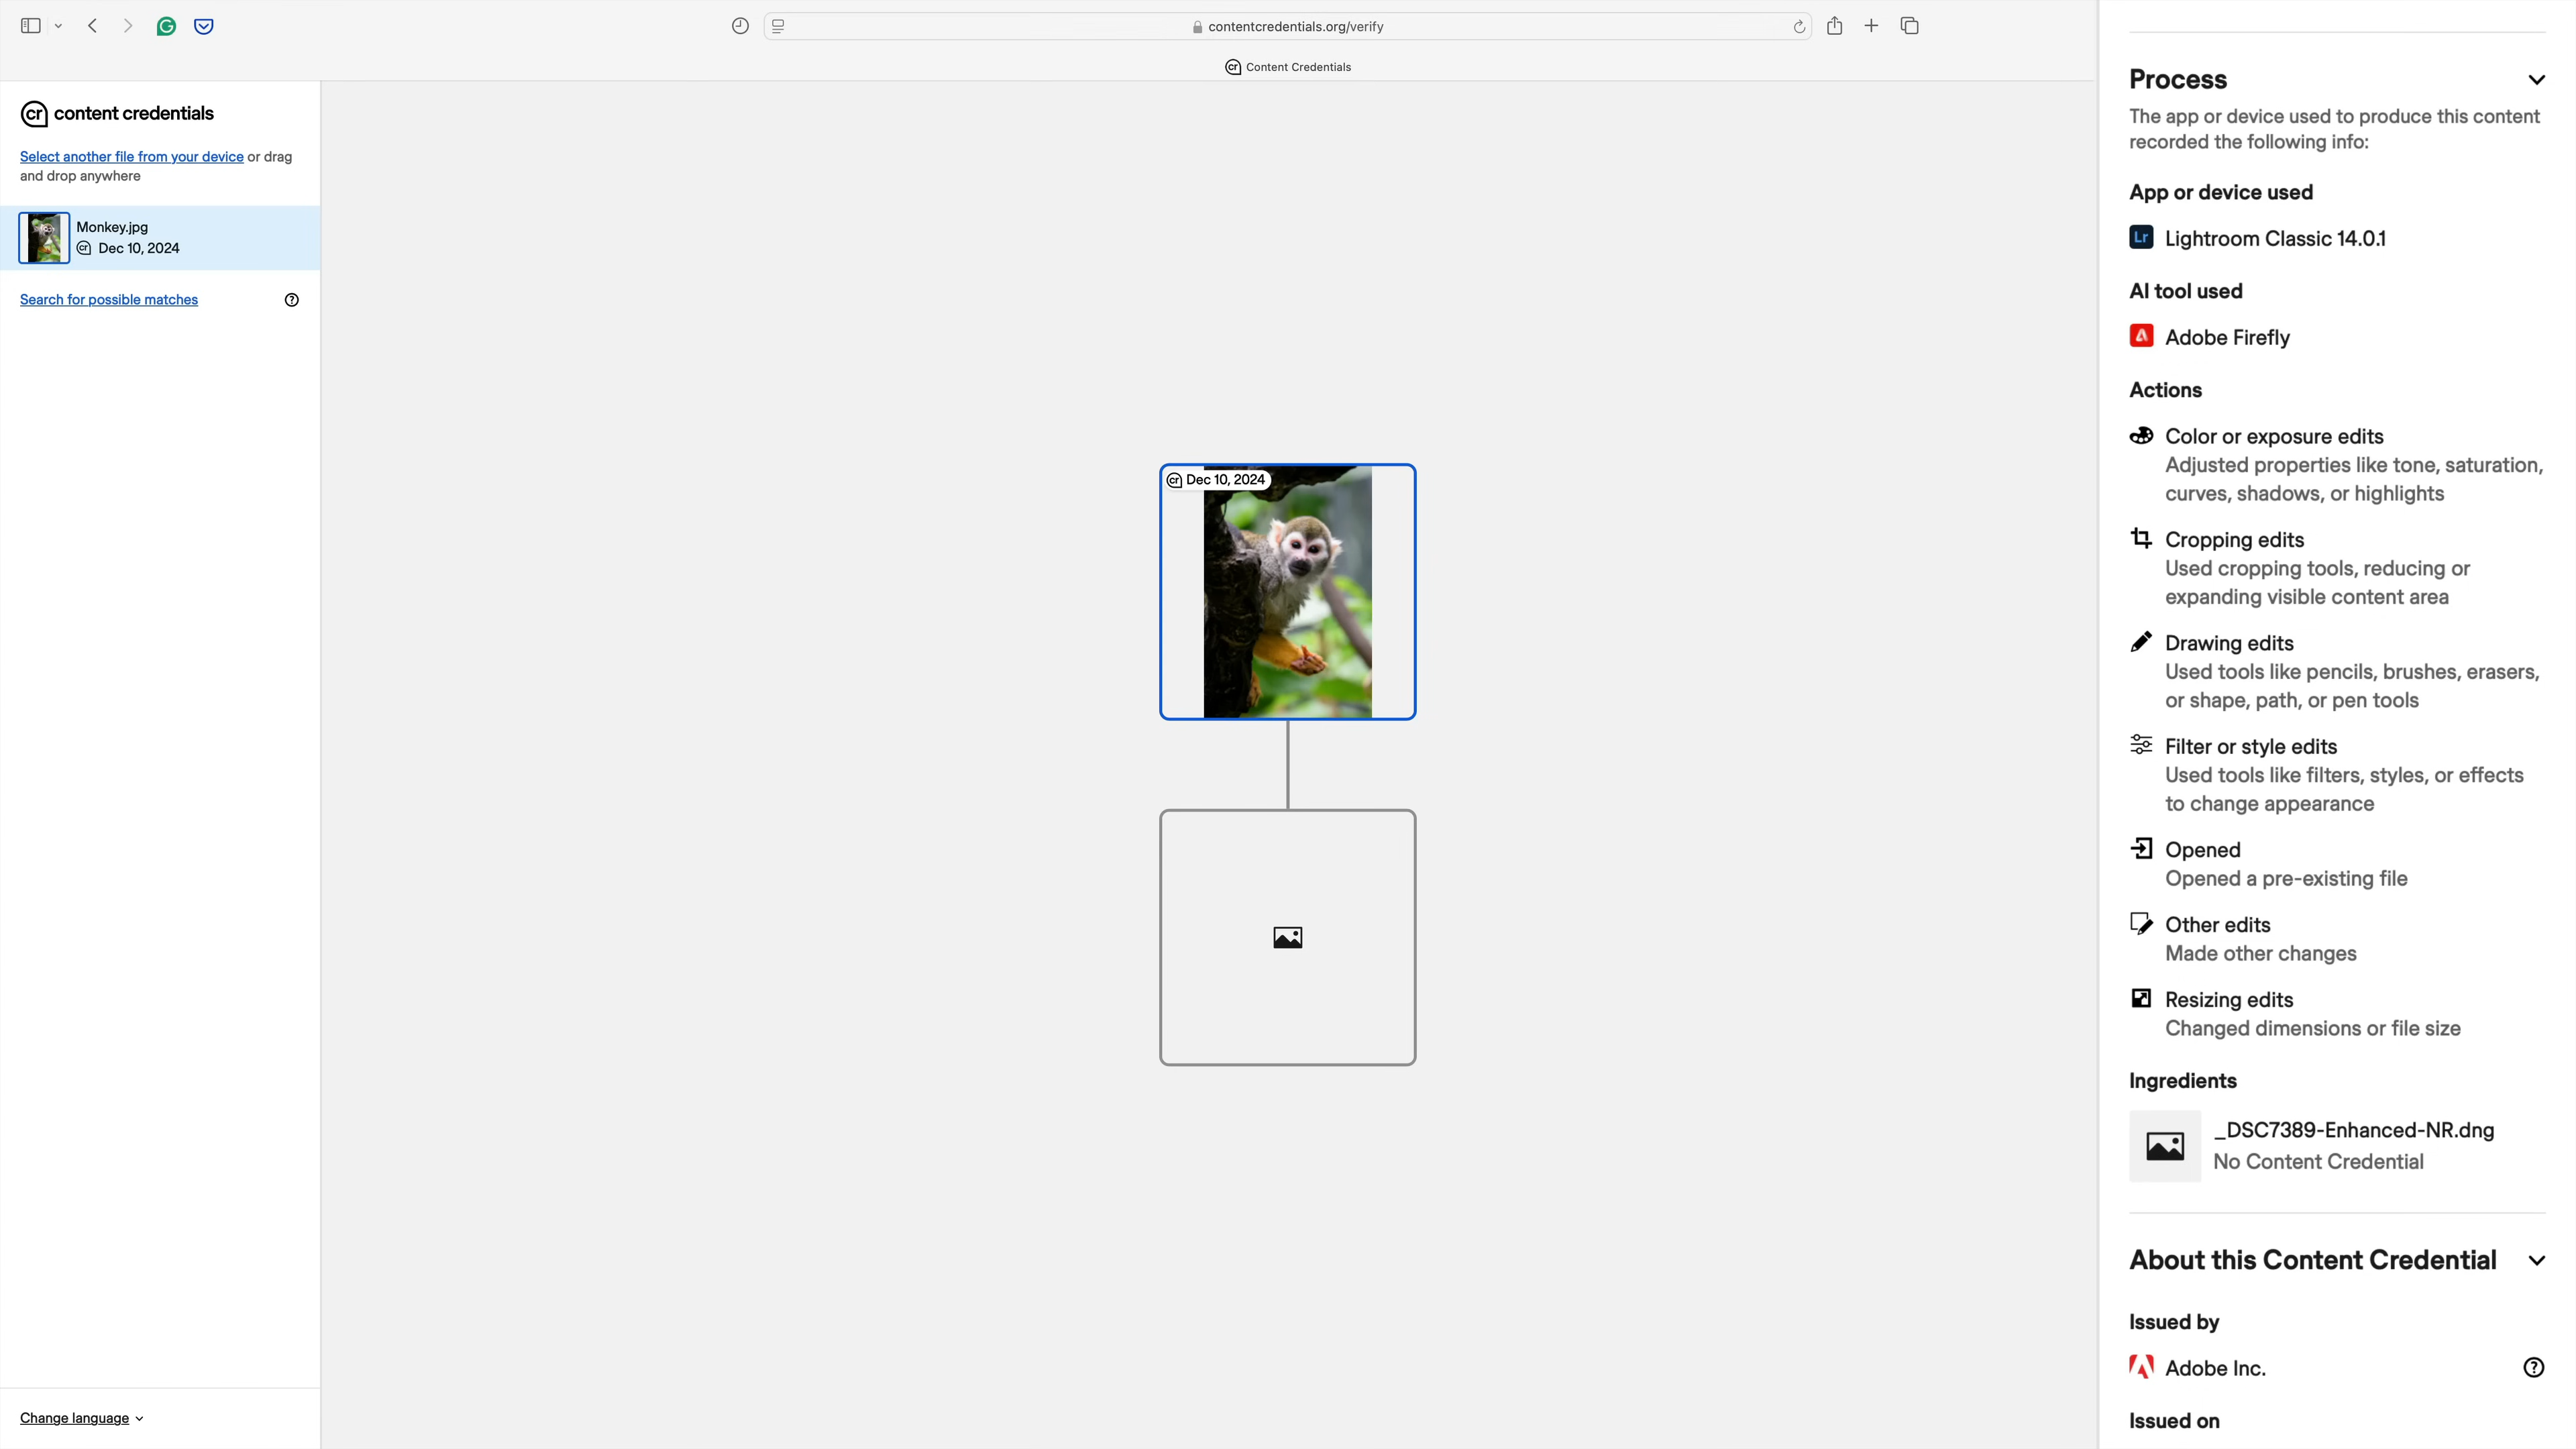 contentcredentials.org/verify
cr Content Credentials
cr content credentials
Select another file from your device or drag
and drop anywhere
Monkey.jpg
cr Dec 10, 2024
Search for possible matches
?
cr Dec 10, 2024
Change language
Process
The app or device used to produce this content
recorded the following info:
App or device used
Lr Lightroom Classic 14.0.1
AI tool used
Adobe Firefly
Actions
Color or exposure edits
Adjusted properties like tone, saturation,
curves, shadows, or highlights
Cropping edits
Used cropping tools, reducing or
expanding visible content area
Drawing edits
Used tools like pencils, brushes, erasers,
or shape, path, or pen tools
Filter or style edits
Used tools like filters, styles, or effects
to change appearance
Opened
Opened a pre-existing file
Other edits
Made other changes
Resizing edits
Changed dimensions or file size
Ingredients
_DSC7389-Enhanced-NR.dng
No Content Credential
About this Content Credential
Issued by
Adobe Inc.
?
Issued on